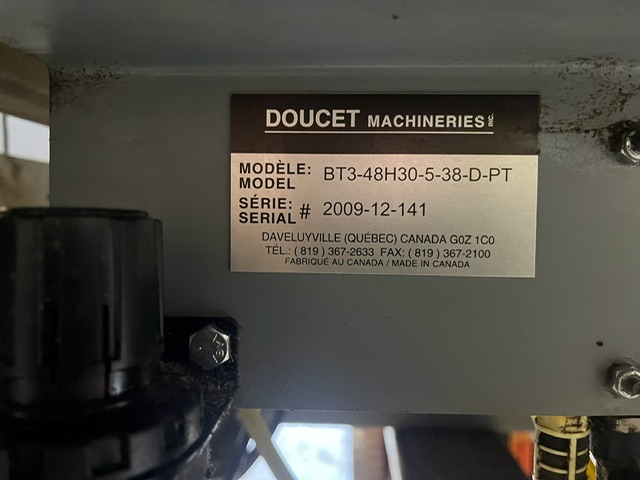 DOUCET MACHINERIES INC.
MODÈLE: BT3-48H30-5-38-D-PT
MODEL
SÉRIE: # 2009-12-141
SERIAL
DAVELUYVILLE (QUÉBEC) CANADA G0Z 1C0
TÉL.: ( 819 ) 367-2633 FAX: ( 819 ) 367-2100
FABRIQUÉ AU CANADA / MADE IN CANADA